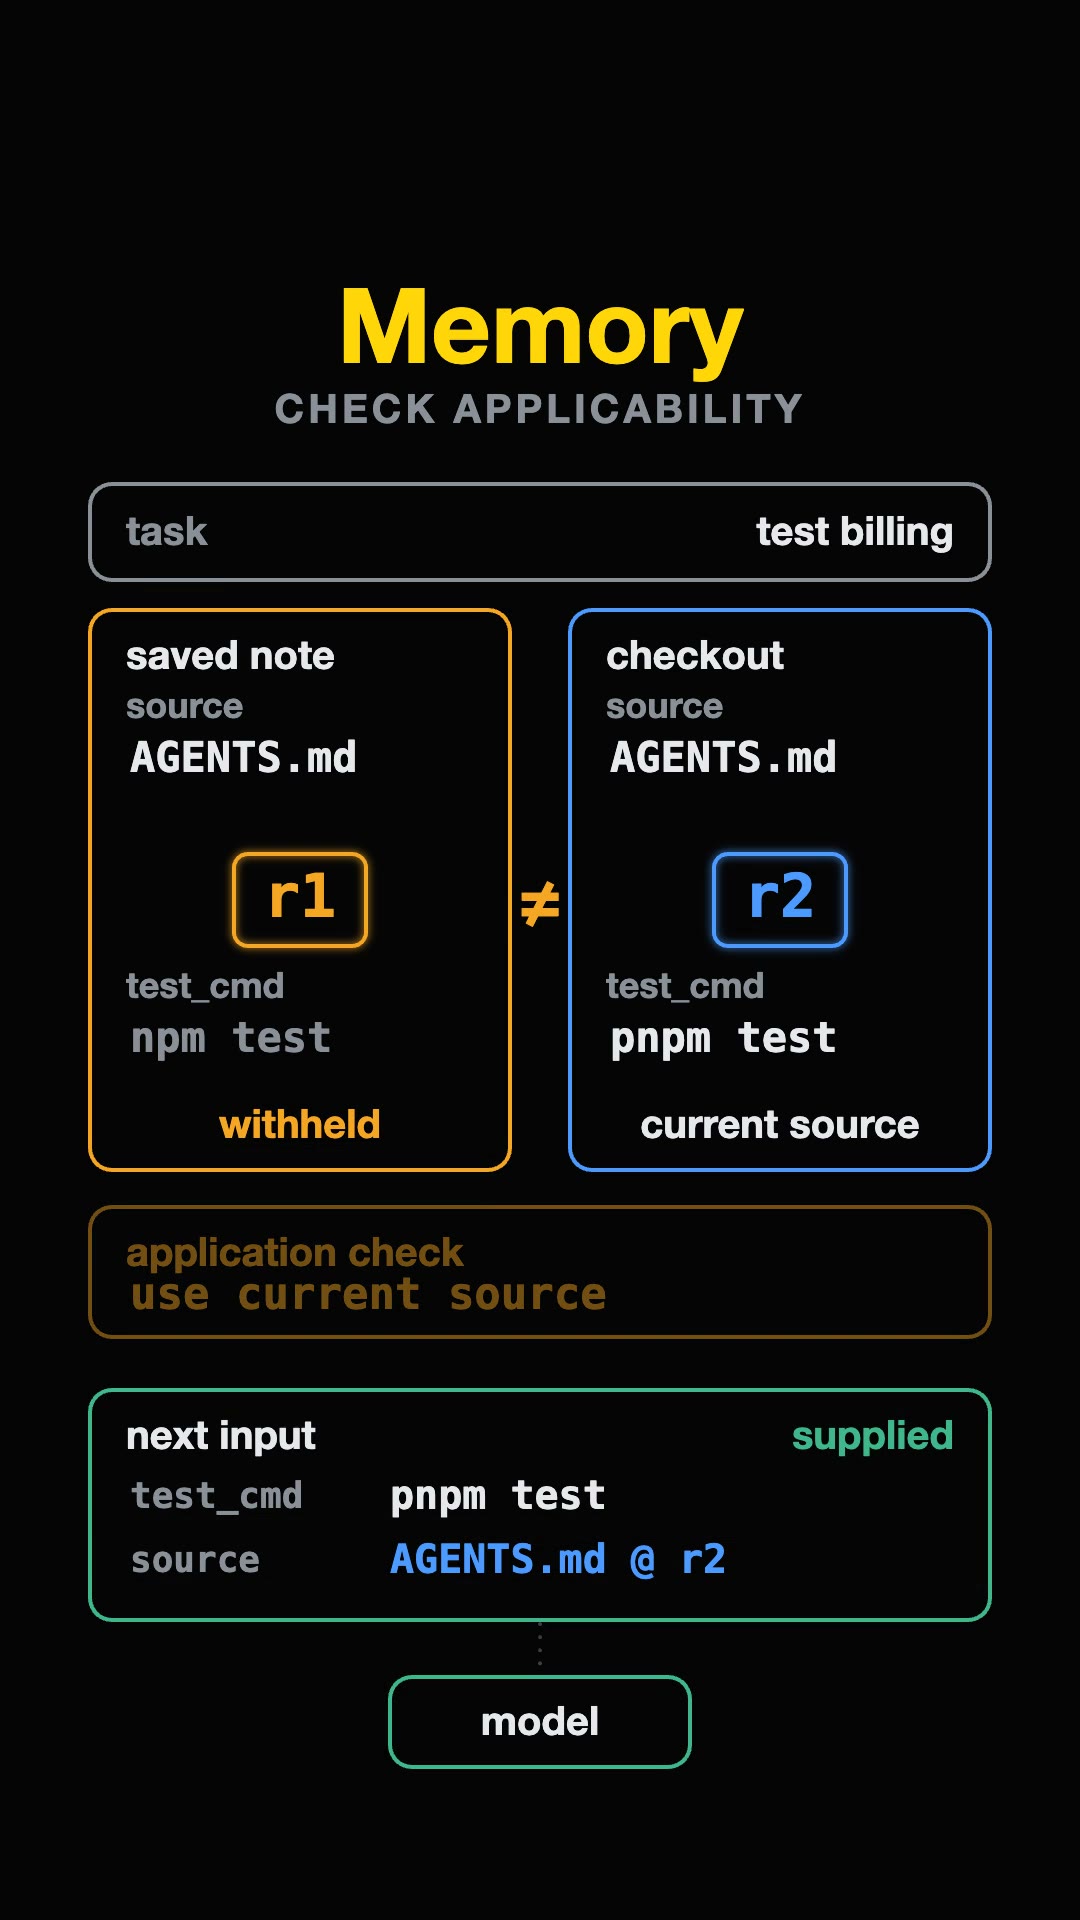 Memory
CHECK APPLICABILITY
task test billing
saved note
source
AGENTS.md
r1
test_cmd
npm test
withheld
≠
checkout
source
AGENTS.md
r2
test_cmd
pnpm test
current source
application check
use current source
next input supplied
test_cmd pnpm test
source AGENTS.md @ r2
model